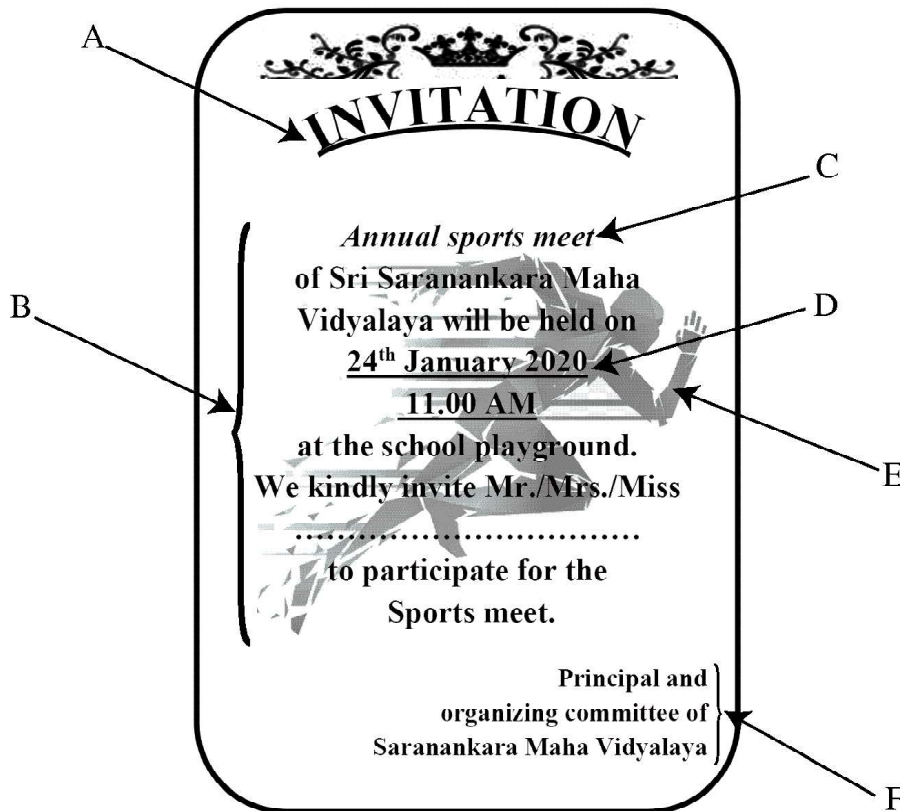 A
INVITATION
C
Annual sports meet
of Sri Saranankara Maha
B
Vidyalaya will be held on
D
24th January 2020
11.00 AM
at the school playground.
E
We kindly invite Mr./Mrs./Miss
....................................
to participate for the
Sports meet.
Principal and
organizing committee of
Saranankara Maha Vidyalaya
F